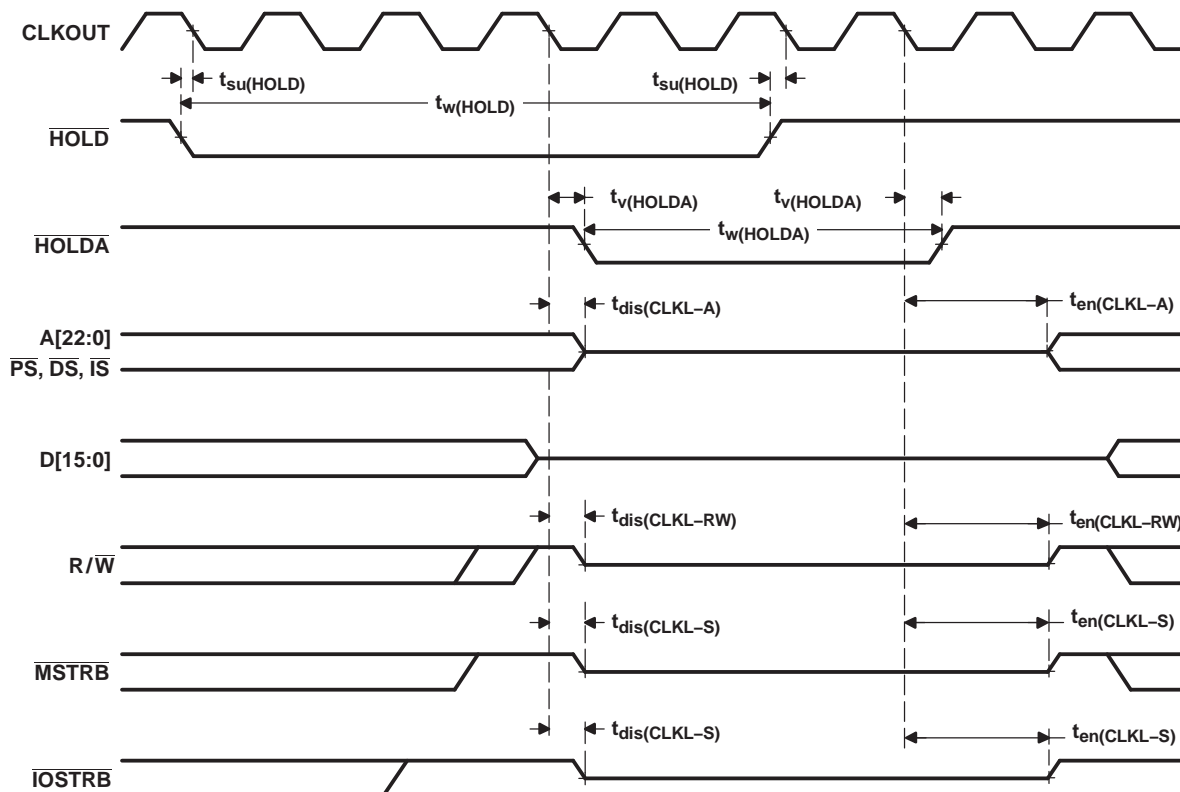 CLKOUT
tsu(HOLD)
tsu(HOLD)
tw(HOLD)
HOLD
tv(HOLDA)
tv(HOLDA)
HOLDA
tw(HOLDA)
tdis(CLKL–A)
ten(CLKL–A)
A[22:0]
PS, DS, IS
D[15:0]
tdis(CLKL–RW)
ten(CLKL–RW)
R/W
tdis(CLKL–S)
ten(CLKL–S)
MSTRB
tdis(CLKL–S)
ten(CLKL–S)
IOSTRB